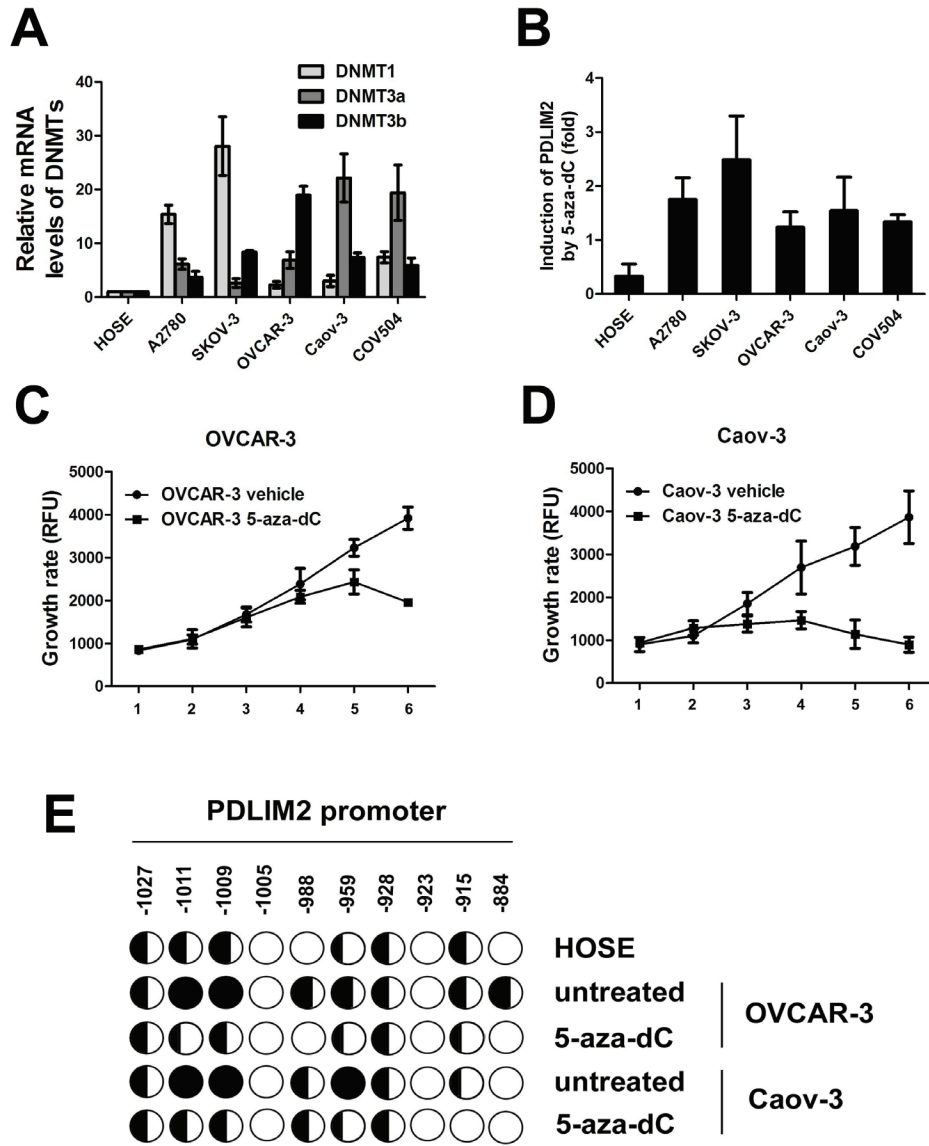 A
Relative mRNA
levels of DNMTs
40
30
20
10
0
DNMT1
DNMT3a
DNMT3b
HOSE
A2780
SKOV-3
OVCAR-3
Caov-3
COV504
B
Induction of PDLIM2
by 5-aza-dC (fold)
4
3
2
1
0
HOSE
A2780
SKOV-3
OVCAR-3
Caov-3
COV504
C
OVCAR-3
Growth rate (RFU)
5000
4000
3000
2000
1000
0
OVCAR-3 vehicle
OVCAR-3 5-aza-dC
1 2 3 4 5 6
D
Caov-3
Growth rate (RFU)
5000
4000
3000
2000
1000
0
Caov-3 vehicle
Caov-3 5-aza-dC
1 2 3 4 5 6
E
PDLIM2 promoter
-1027
-1011
-1009
-1005
-988
-959
-928
-923
-915
-884
HOSE
untreated
5-aza-dC
OVCAR-3
untreated
5-aza-dC
Caov-3